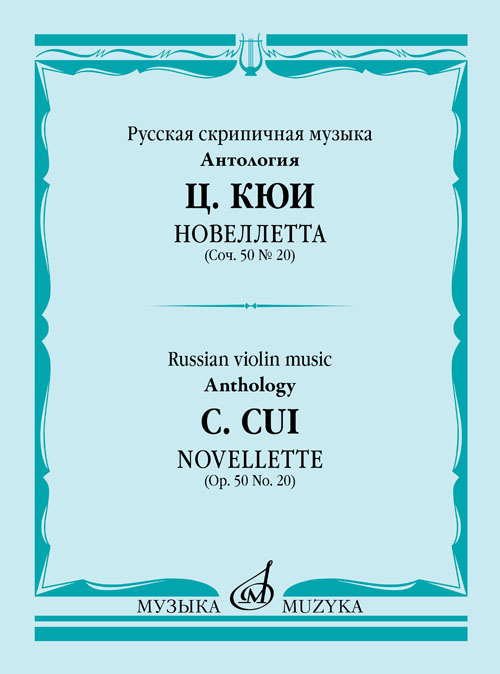 Русская скрипичная музыка
Антология
Ц. КЮИ
НОВЕЛЛЕТТА
(Соч. 50 № 20)
Russian violin music
Anthology
C. CUI
NOVELLETTE
(Op. 50 No. 20)
МУЗЫКА M MUZYKA